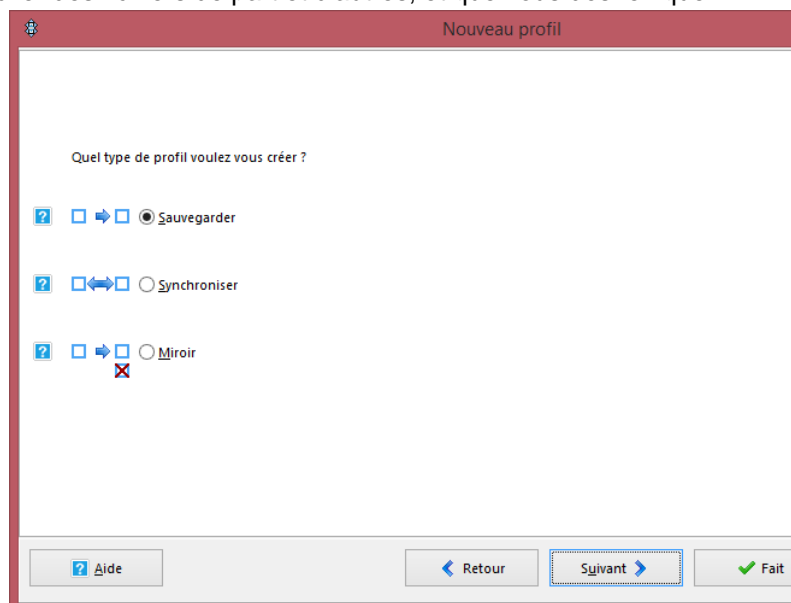 Nouveau profil
Quel type de profil voulez vous créer ?
Sauvegarder
Synchroniser
Miroir
Aide
Retour
Suivant
Fait